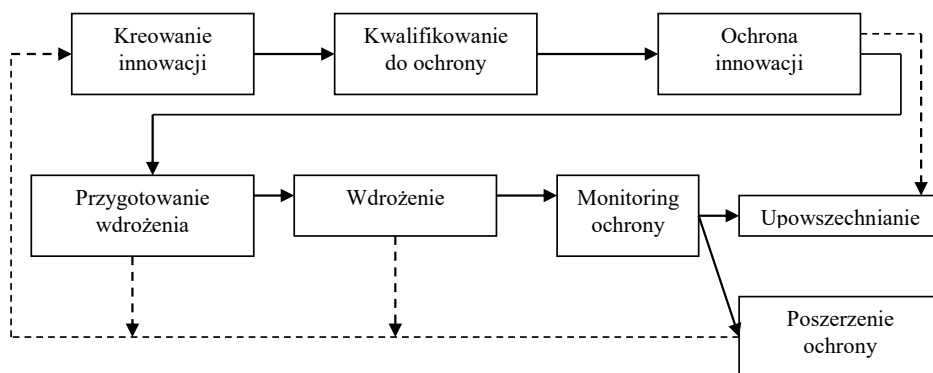 Kreowanie
innowacji
Kwalifikowanie
do ochrony
Ochrona
innowacji
Przygotowanie
wdrożenia
Wdrożenie
Monitoring
ochrony
Upowszechnianie
Poszerzenie
ochrony